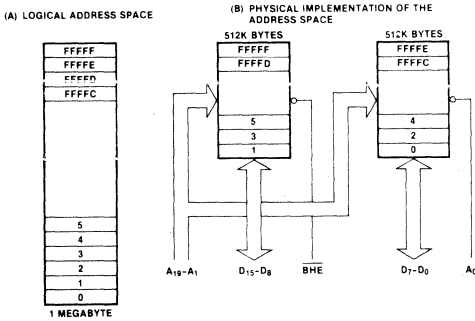 (A) LOGICAL ADDRESS SPACE
FFFFF
FFFFE
FFFFD
FFFFC
5
4
3
2
1
0
1 MEGABYTE
(B) PHYSICAL IMPLEMENTATION OF THE
ADDRESS SPACE
512K BYTES
FFFFF
FFFFD
5
3
1
512K BYTES
FFFFE
FFFFC
4
2
0
A19-A1
D15-D8
BHE
D7-D0
A0